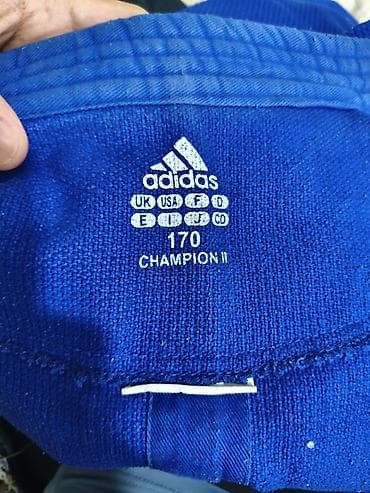 adidas
UK USA F D
E I J CO
170
CHAMPION II